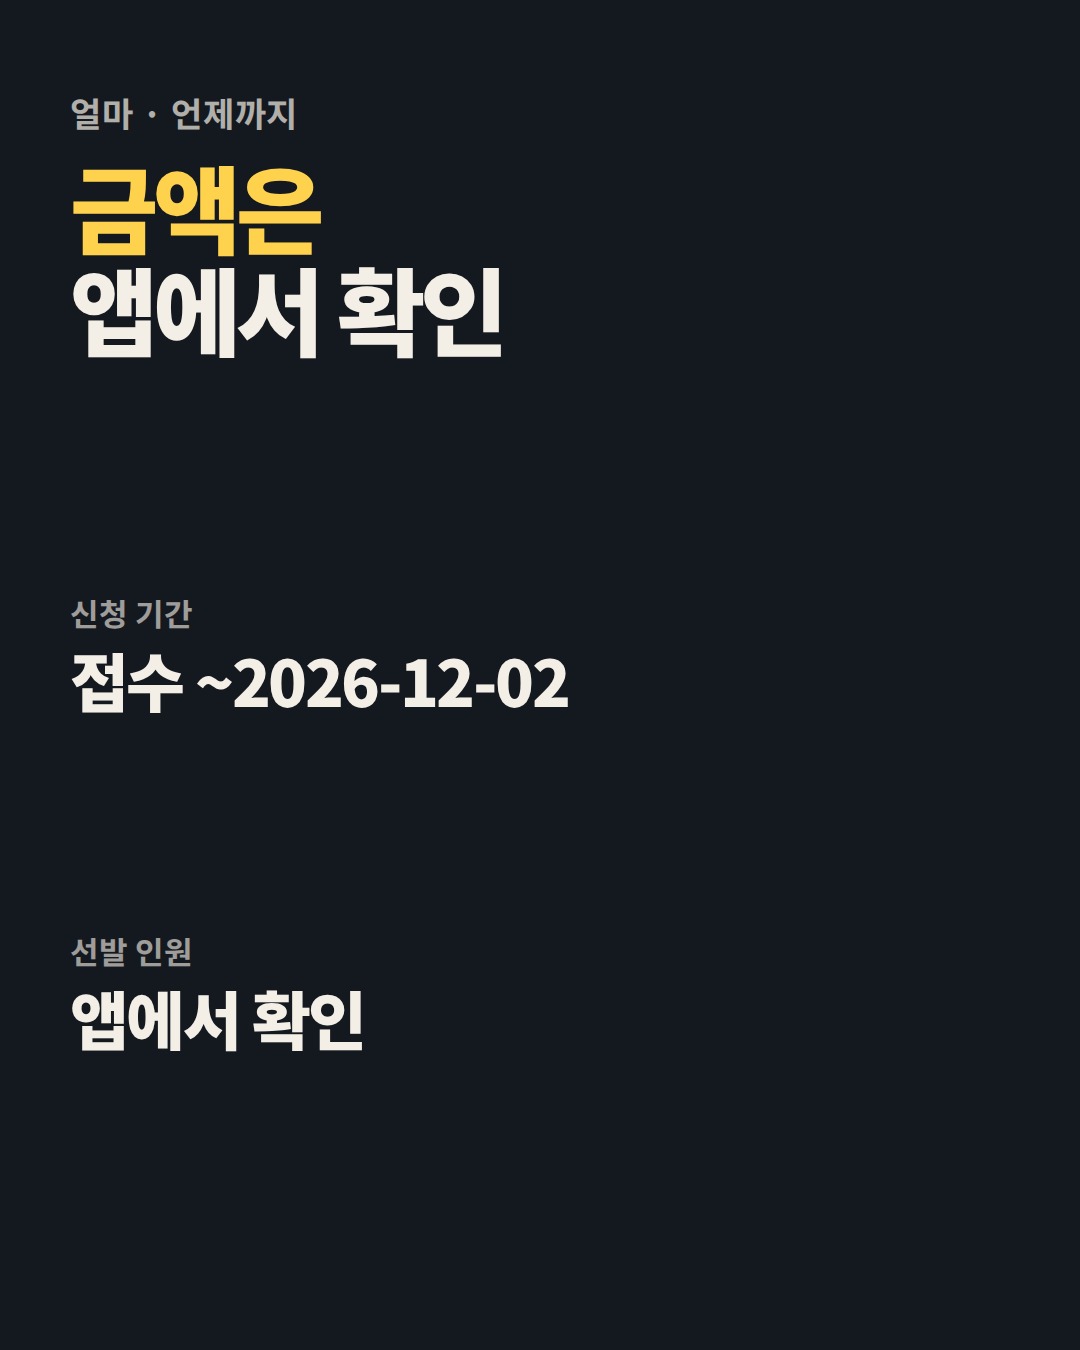 얼마 · 언제까지
금액은
앱에서 확인
신청 기간
접수 ~2026-12-02
선발 인원
앱에서 확인